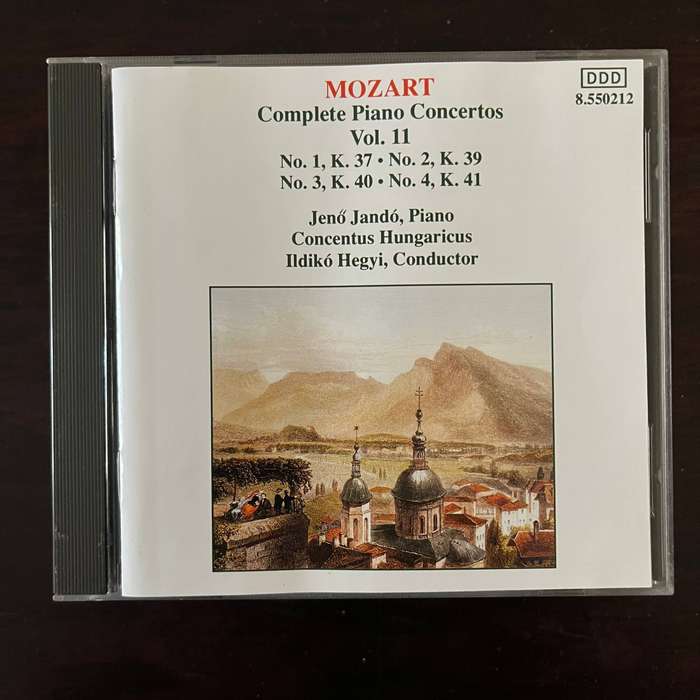 MOZART
DDD
8.550212
Complete Piano Concertos
Vol. 11
No. 1, K. 37 • No. 2, K. 39
No. 3, K. 40 • No. 4, K. 41
Jenő Jandó, Piano
Concentus Hungaricus
Ildikó Hegyi, Conductor